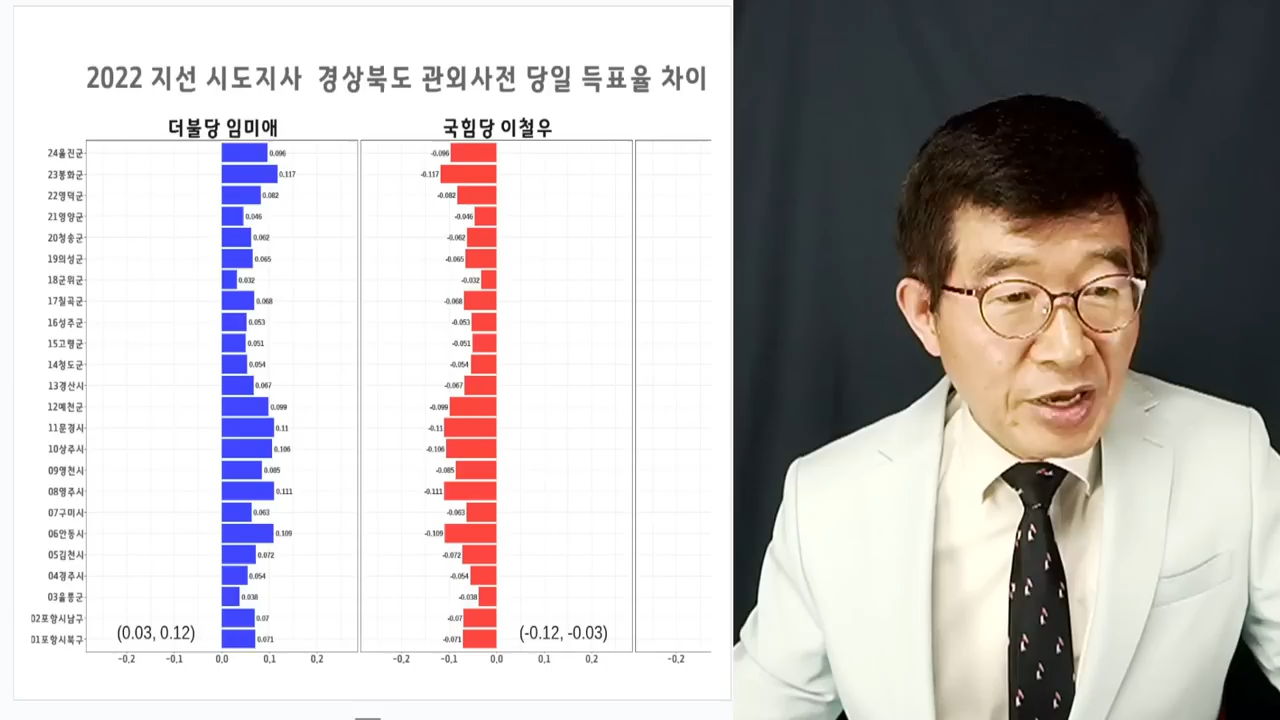 2022 지선 시도지사 경상북도 관외사전 당일 득표율 차이
더불당 임미애 국힘당 이철우
24울진군 0.096 -0.096
23봉화군 0.117 -0.117
22영덕군 0.082 -0.082
21영양군 0.046 -0.046
20청송군 0.062 -0.062
19의성군 0.065 -0.065
18군위군 0.032 -0.032
17칠곡군 0.068 -0.068
16성주군 0.053 -0.053
15고령군 0.051 -0.051
14청도군 0.054 -0.054
13경산시 0.067 -0.067
12예천군 0.099 -0.099
11문경시 0.11 -0.11
10상주시 0.106 -0.106
09영천시 0.085 -0.085
08영주시 0.111 -0.111
07구미시 0.063 -0.063
06안동시 0.109 -0.109
05김천시 0.072 -0.072
04경주시 0.054 -0.054
03울릉군 0.038 -0.038
02포항시남구 0.07 -0.07
01포항시북구 0.071 -0.071
(0.03, 0.12) (-0.12, -0.03)
-0,2 -0,1 0,0 0,1 0,2 -0,2 -0,1 0,0 0,1 0,2 -0,2